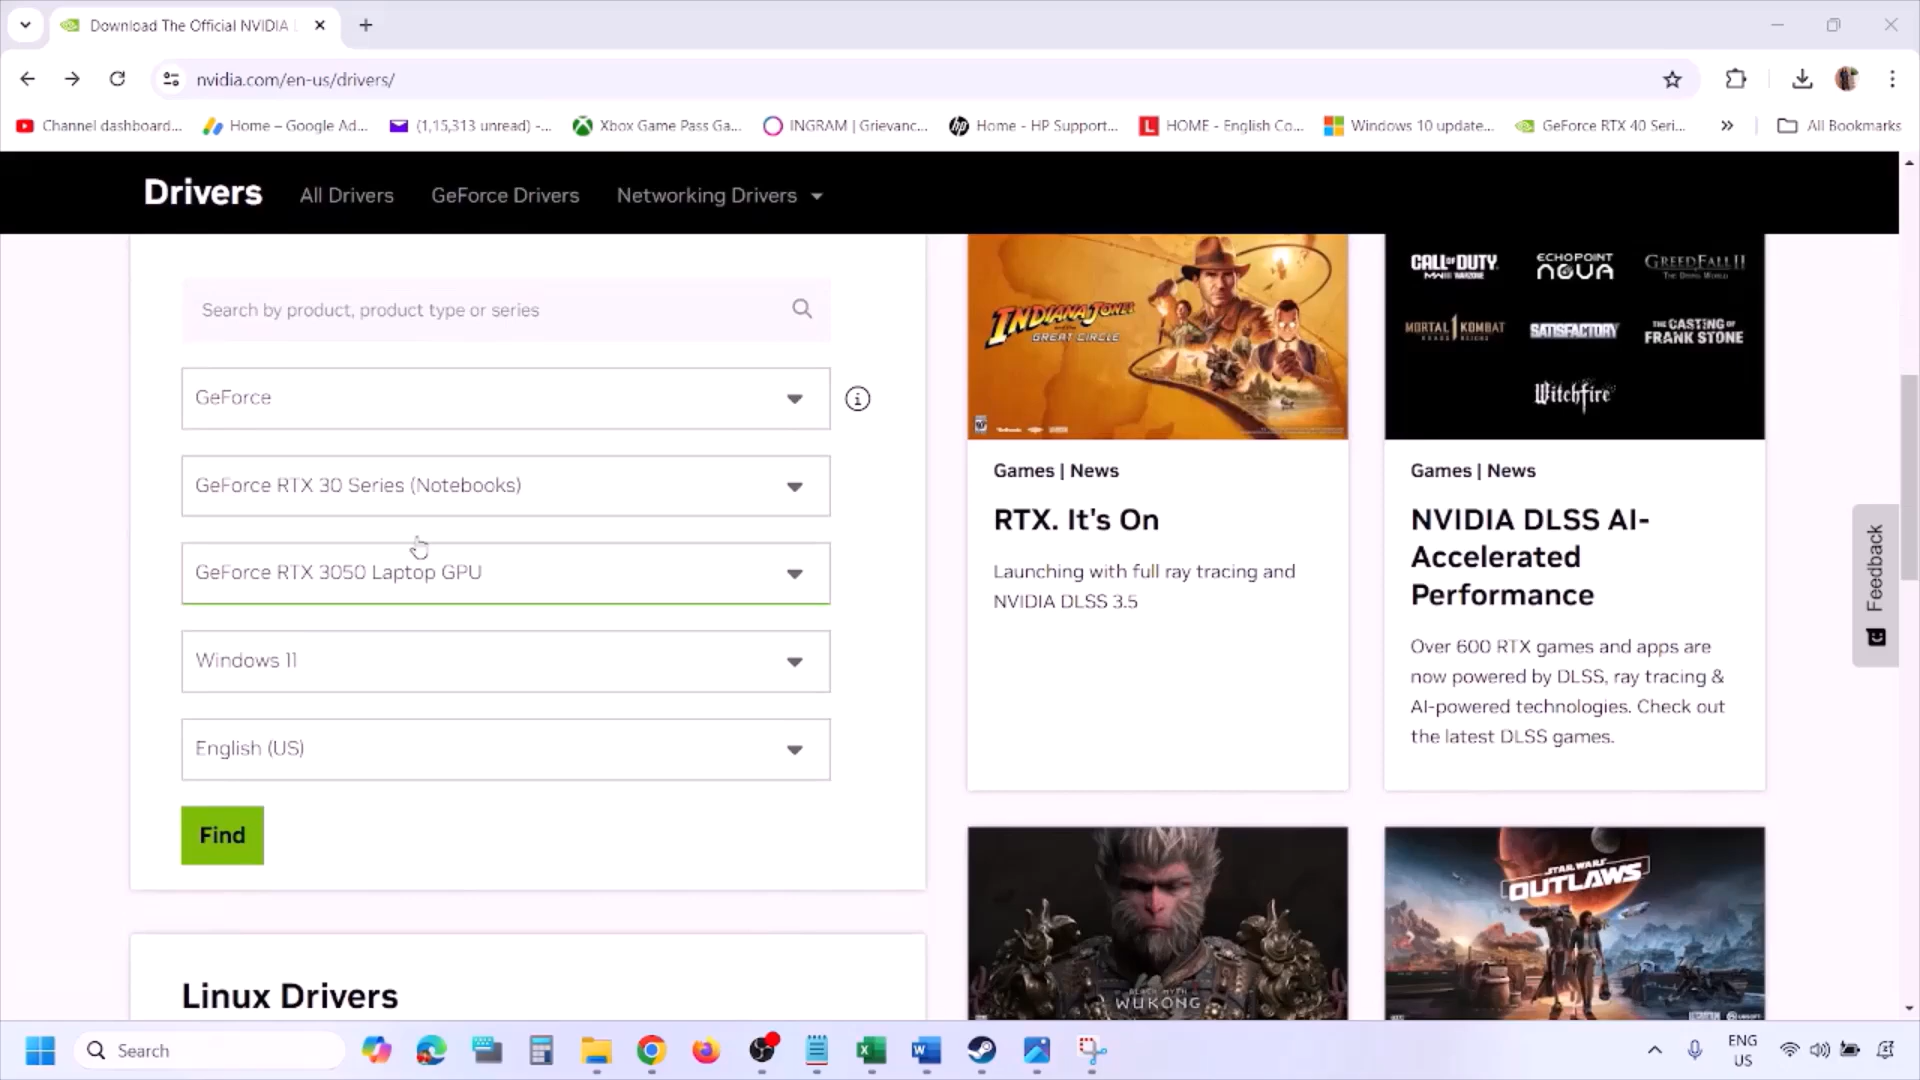 Download The Official NVIDIA
nvidia.com/en-us/drivers/
Channel dashboard...
Home – Google Ad...
(1,15,313 unread) -...
Xbox Game Pass Ga...
INGRAM | Grievanc...
Home - HP Support...
HOME - English Co...
Windows 10 update...
GeForce RTX 40 Seri...
All Bookmarks
Drivers
All Drivers
GeForce Drivers
Networking Drivers
Search by product, product type or series
GeForce
GeForce RTX 30 Series (Notebooks)
GeForce RTX 3050 Laptop GPU
Windows 11
English (US)
Find
Linux Drivers
INDIANA JONES
GREAT CIRCLE
Games | News
RTX. It's On
Launching with full ray tracing and
NVIDIA DLSS 3.5
CALL OF DUTY
ECHOPOINT
NOVA
GREEDFALL II
THE DYING WORLD
MORTAL KOMBAT 1
SATISFACTORY
THE CASTING OF
FRANK STONE
Witchfire
Games | News
NVIDIA DLSS AI-
Accelerated
Performance
Over 600 RTX games and apps are
now powered by DLSS, ray tracing &
AI-powered technologies. Check out
the latest DLSS games.
BLACK MYTH
WUKONG
STAR WARS
OUTLAWS
Feedback
Search
ENG
US